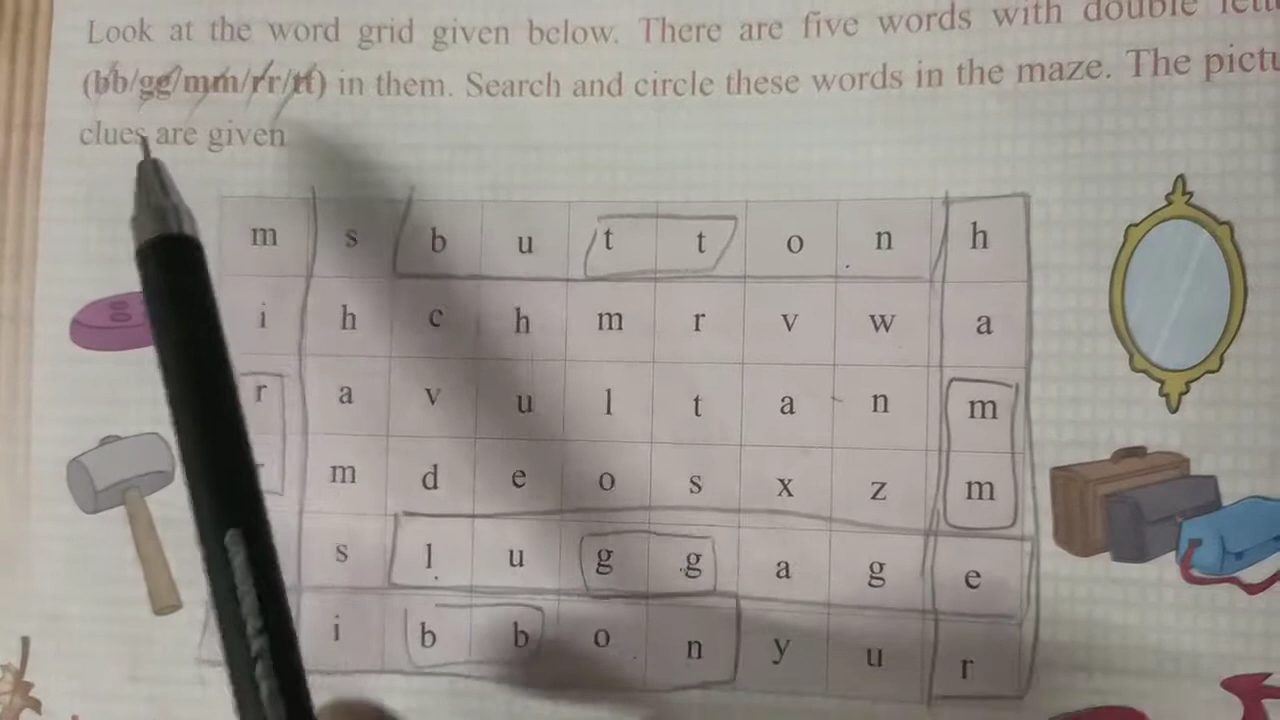 Look at the word grid given below. There are five words with double
(bb/gg/mm/rr/tt) in them. Search and circle these words in the maze. The
clues are given
m s b u t t o n h
i h c h m r v w a
r a v u l t a n m
m d e o s x z m
s l u g g a g e
i b b o n y u r